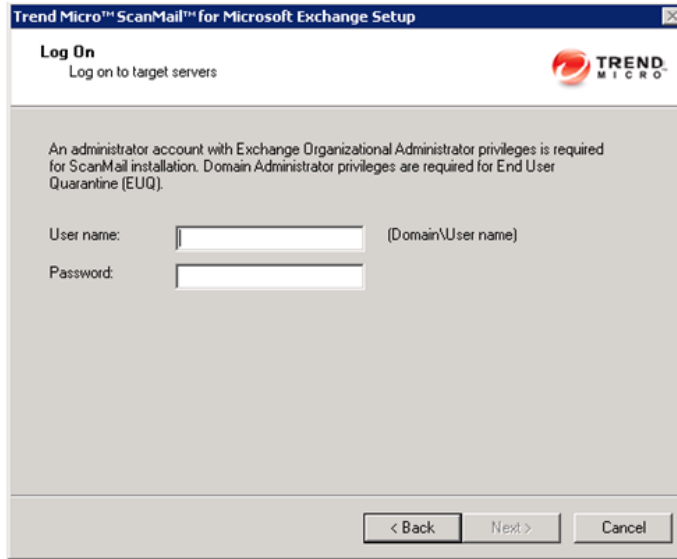 Trend Micro™ ScanMail™ for Microsoft Exchange Setup
Log On
Log on to target servers
TREND
MICRO
An administrator account with Exchange Organizational Administrator privileges is required
for ScanMail installation. Domain Administrator privileges are required for End User
Quarantine (EUQ).
User name:
(Domain\User name)
Password:
< Back
Next >
Cancel